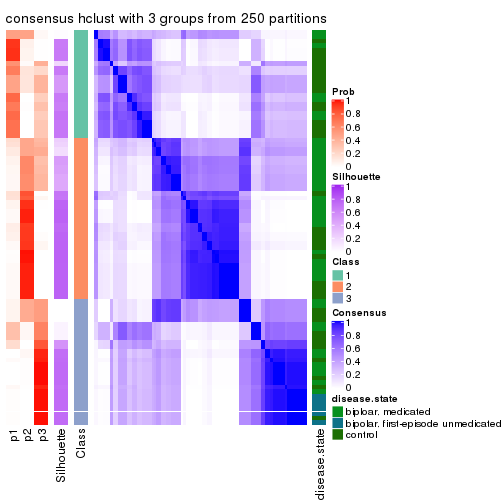 consensus hclust with 3 groups from 250 partitions
Prob
1
0.8
0.6
0.4
0.2
0
Silhouette
1
0.8
0.6
0.4
0.2
0
Class
1
2
3
Consensus
1
0.8
0.6
0.4
0.2
0
disease.state
biploar. medicated
bipolar. first-episode unmedicated
control
p1
p2
p3
Silhouette
Class
disease.state